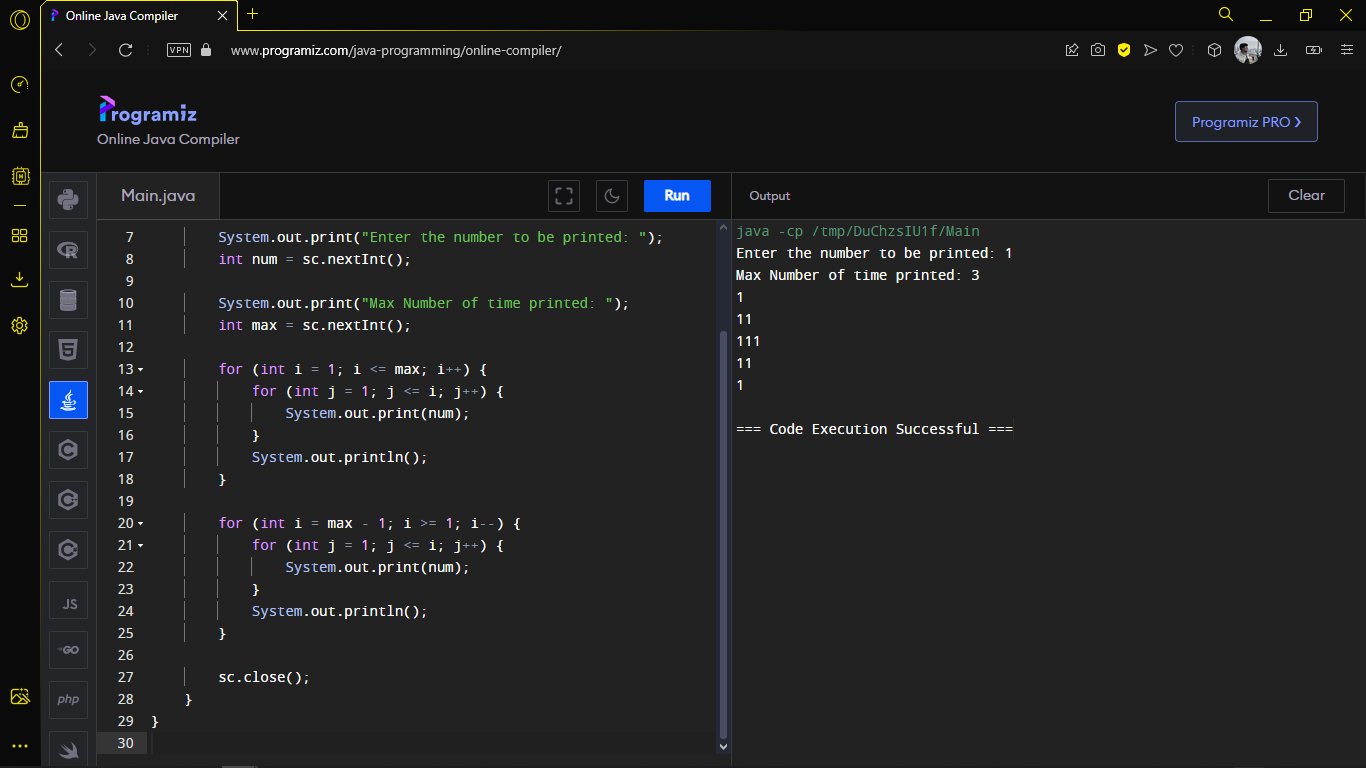 Online Java Compiler
VPN
www.programiz.com/java-programming/online-compiler/
Programiz
Online Java Compiler
Programiz PRO ❯
Main.java
Run
Output
Clear
7 System.out.print("Enter the number to be printed: ");
8 int num = sc.nextInt();
9
10 System.out.print("Max Number of time printed: ");
11 int max = sc.nextInt();
12
13 for (int i = 1; i <= max; i++) {
14 for (int j = 1; j <= i; j++) {
15 System.out.print(num);
16 }
17 System.out.println();
18 }
19
20 for (int i = max - 1; i >= 1; i--) {
21 for (int j = 1; j <= i; j++) {
22 System.out.print(num);
23 }
24 System.out.println();
25 }
26
27 sc.close();
28 }
29 }
30
java -cp /tmp/DuChzsIU1f/Main
Enter the number to be printed: 1
Max Number of time printed: 3
1
11
111
11
1
=== Code Execution Successful ===
JS
GO
php